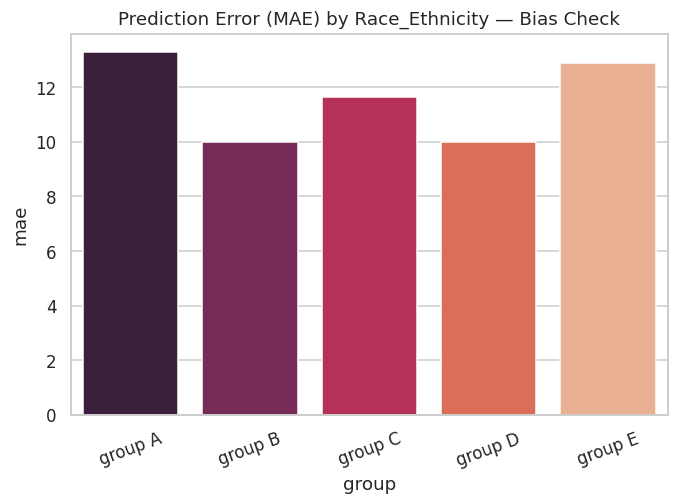 Prediction Error (MAE) by Race_Ethnicity — Bias Check
mae
12
10
8
6
4
2
0
group A
group B
group C
group D
group E
group